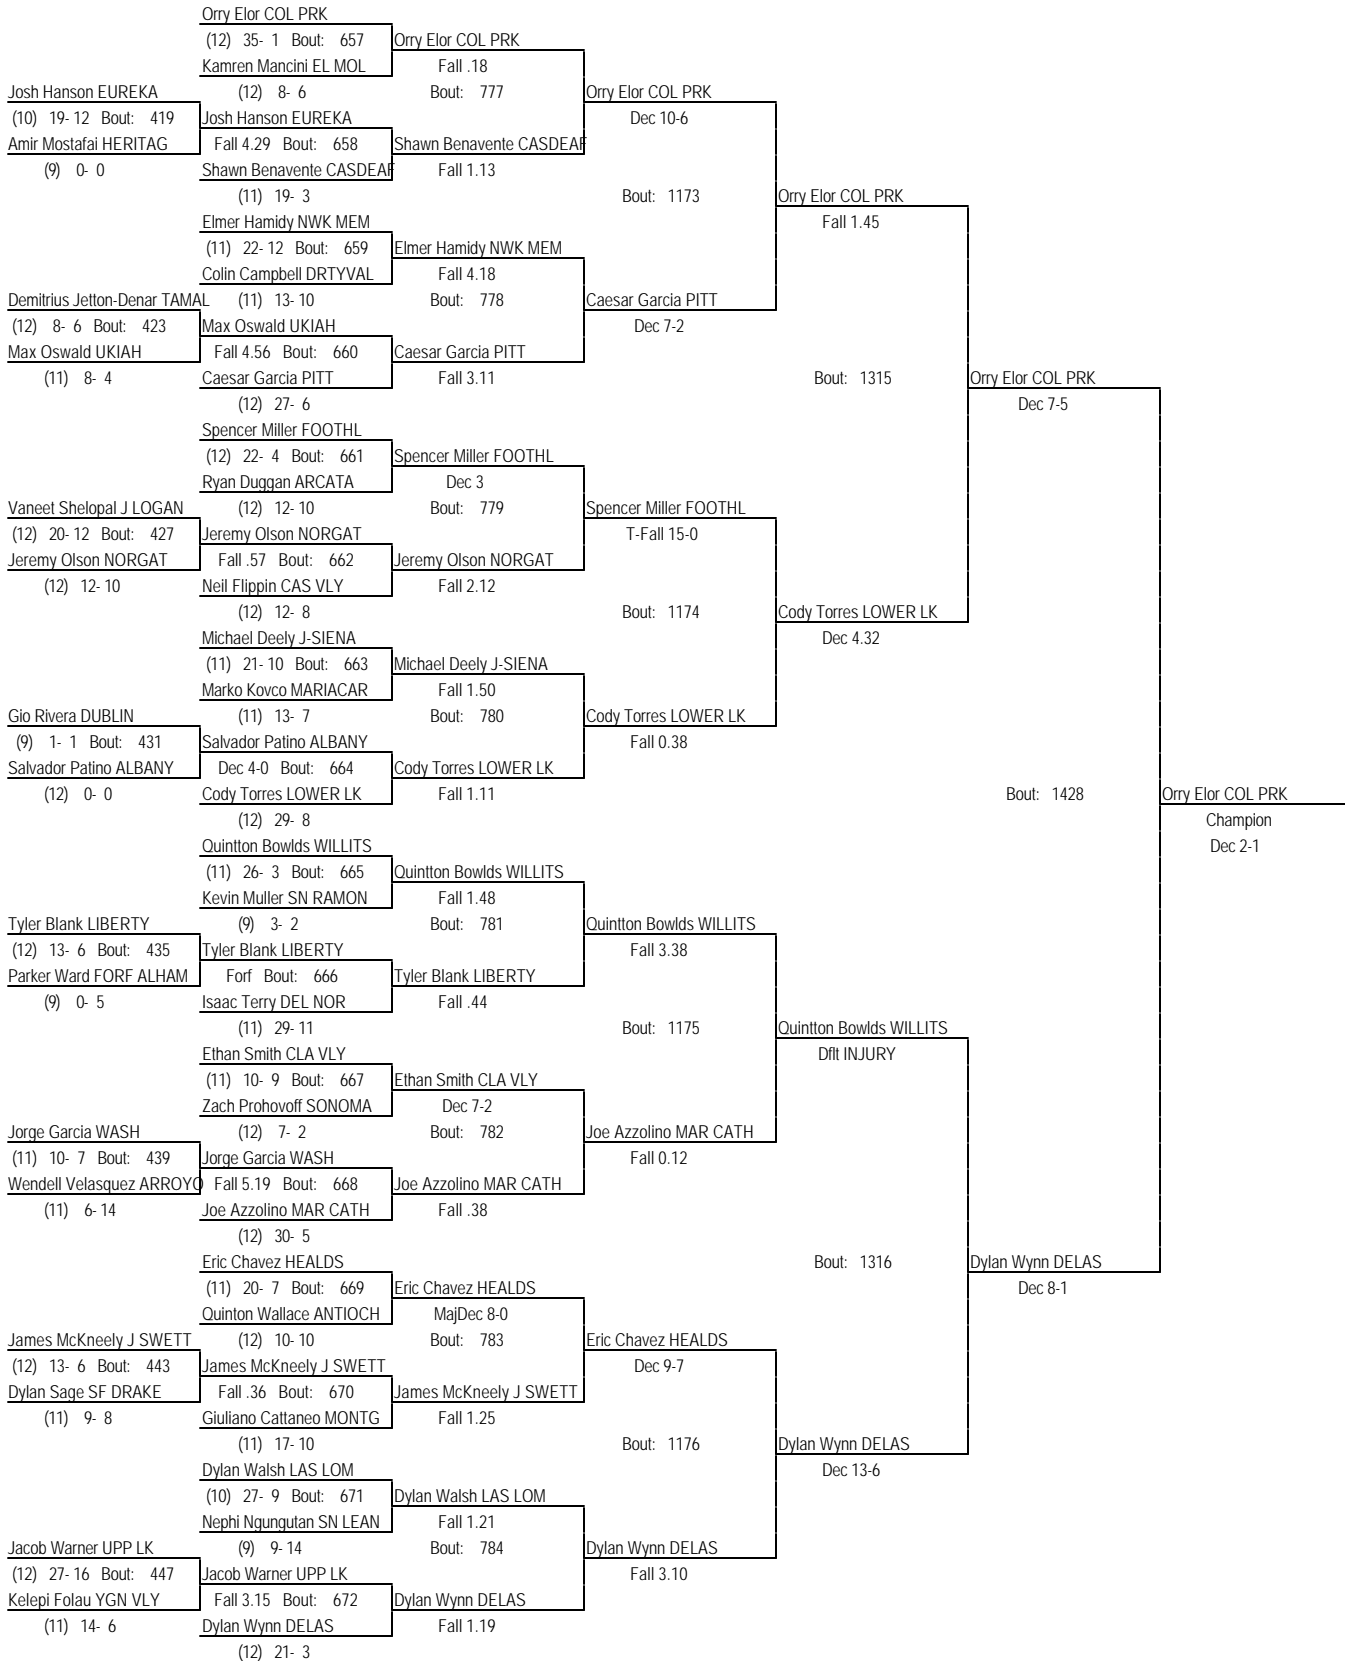 Orry Elor COL PRK
(12) 35- 1 Bout: 657 Orry Elor COL PRK
Kamren Mancini EL MOL Fall .18
Josh Hanson EUREKA (12) 8- 6 Bout: 777 Orry Elor COL PRK
(10) 19- 12 Bout: 419 Josh Hanson EUREKA Dec 10-6
Amir Mostafai HERITAG Fall 4.29 Bout: 658 Shawn Benavente CASDEAF
(9) 0- 0 Shawn Benavente CASDEAF Fall 1.13
(11) 19- 3 Bout: 1173 Orry Elor COL PRK
Elmer Hamidy NWK MEM Fall 1.45
(11) 22- 12 Bout: 659 Elmer Hamidy NWK MEM
Colin Campbell DRTYVAL Fall 4.18
Demitrius Jetton-Denar TAMAL (11) 13- 10 Bout: 778 Caesar Garcia PITT
(12) 8- 6 Bout: 423 Max Oswald UKIAH Dec 7-2
Max Oswald UKIAH Fall 4.56 Bout: 660 Caesar Garcia PITT
(11) 8- 4 Caesar Garcia PITT Fall 3.11 Bout: 1315 Orry Elor COL PRK
(12) 27- 6 Dec 7-5
Spencer Miller FOOTHL
(12) 22- 4 Bout: 661 Spencer Miller FOOTHL
Ryan Duggan ARCATA Dec 3
Vaneet Shelopal J LOGAN (12) 12- 10 Bout: 779 Spencer Miller FOOTHL
(12) 20- 12 Bout: 427 Jeremy Olson NORGAT T-Fall 15-0
Jeremy Olson NORGAT Fall .57 Bout: 662 Jeremy Olson NORGAT
(12) 12- 10 Neil Flippin CAS VLY Fall 2.12
(12) 12- 8 Bout: 1174 Cody Torres LOWER LK
Michael Deely J-SIENA Dec 4.32
(11) 21- 10 Bout: 663 Michael Deely J-SIENA
Marko Kovco MARIACAR Fall 1.50
Gio Rivera DUBLIN (11) 13- 7 Bout: 780 Cody Torres LOWER LK
(9) 1- 1 Bout: 431 Salvador Patino ALBANY Fall 0.38
Salvador Patino ALBANY Dec 4-0 Bout: 664 Cody Torres LOWER LK
(12) 0- 0 Cody Torres LOWER LK Fall 1.11 Bout: 1428 Orry Elor COL PRK
(12) 29- 8 Champion
Quintton Bowlds WILLITS Dec 2-1
(11) 26- 3 Bout: 665 Quintton Bowlds WILLITS
Kevin Muller SN RAMON Fall 1.48
Tyler Blank LIBERTY (9) 3- 2 Bout: 781 Quintton Bowlds WILLITS
(12) 13- 6 Bout: 435 Tyler Blank LIBERTY Fall 3.38
Parker Ward FORF ALHAM Forf Bout: 666 Tyler Blank LIBERTY
(9) 0- 5 Isaac Terry DEL NOR Fall .44
(11) 29- 11 Bout: 1175 Quintton Bowlds WILLITS
Ethan Smith CLA VLY Dflt INJURY
(11) 10- 9 Bout: 667 Ethan Smith CLA VLY
Zach Prohovoff SONOMA Dec 7-2
Jorge Garcia WASH (12) 7- 2 Bout: 782 Joe Azzolino MAR CATH
(11) 10- 7 Bout: 439 Jorge Garcia WASH Fall 0.12
Wendell Velasquez ARROYO Fall 5.19 Bout: 668 Joe Azzolino MAR CATH
(11) 6- 14 Joe Azzolino MAR CATH Fall .38
(12) 30- 5
Eric Chavez HEALDS Bout: 1316 Dylan Wynn DELAS
(11) 20- 7 Bout: 669 Eric Chavez HEALDS Dec 8-1
Quinton Wallace ANTIOCH MajDec 8-0
James McKneely J SWETT (12) 10- 10 Bout: 783 Eric Chavez HEALDS
(12) 13- 6 Bout: 443 James McKneely J SWETT Dec 9-7
Dylan Sage SF DRAKE Fall .36 Bout: 670 James McKneely J SWETT
(11) 9- 8 Giuliano Cattaneo MONTG Fall 1.25
(11) 17- 10 Bout: 1176 Dylan Wynn DELAS
Dylan Walsh LAS LOM Dec 13-6
(10) 27- 9 Bout: 671 Dylan Walsh LAS LOM
Nephi Ngungutan SN LEAN Fall 1.21
Jacob Warner UPP LK (9) 9- 14 Bout: 784 Dylan Wynn DELAS
(12) 27- 16 Bout: 447 Jacob Warner UPP LK Fall 3.10
Kelepi Folau YGN VLY Fall 3.15 Bout: 672 Dylan Wynn DELAS
(11) 14- 6 Dylan Wynn DELAS Fall 1.19
(12) 21- 3